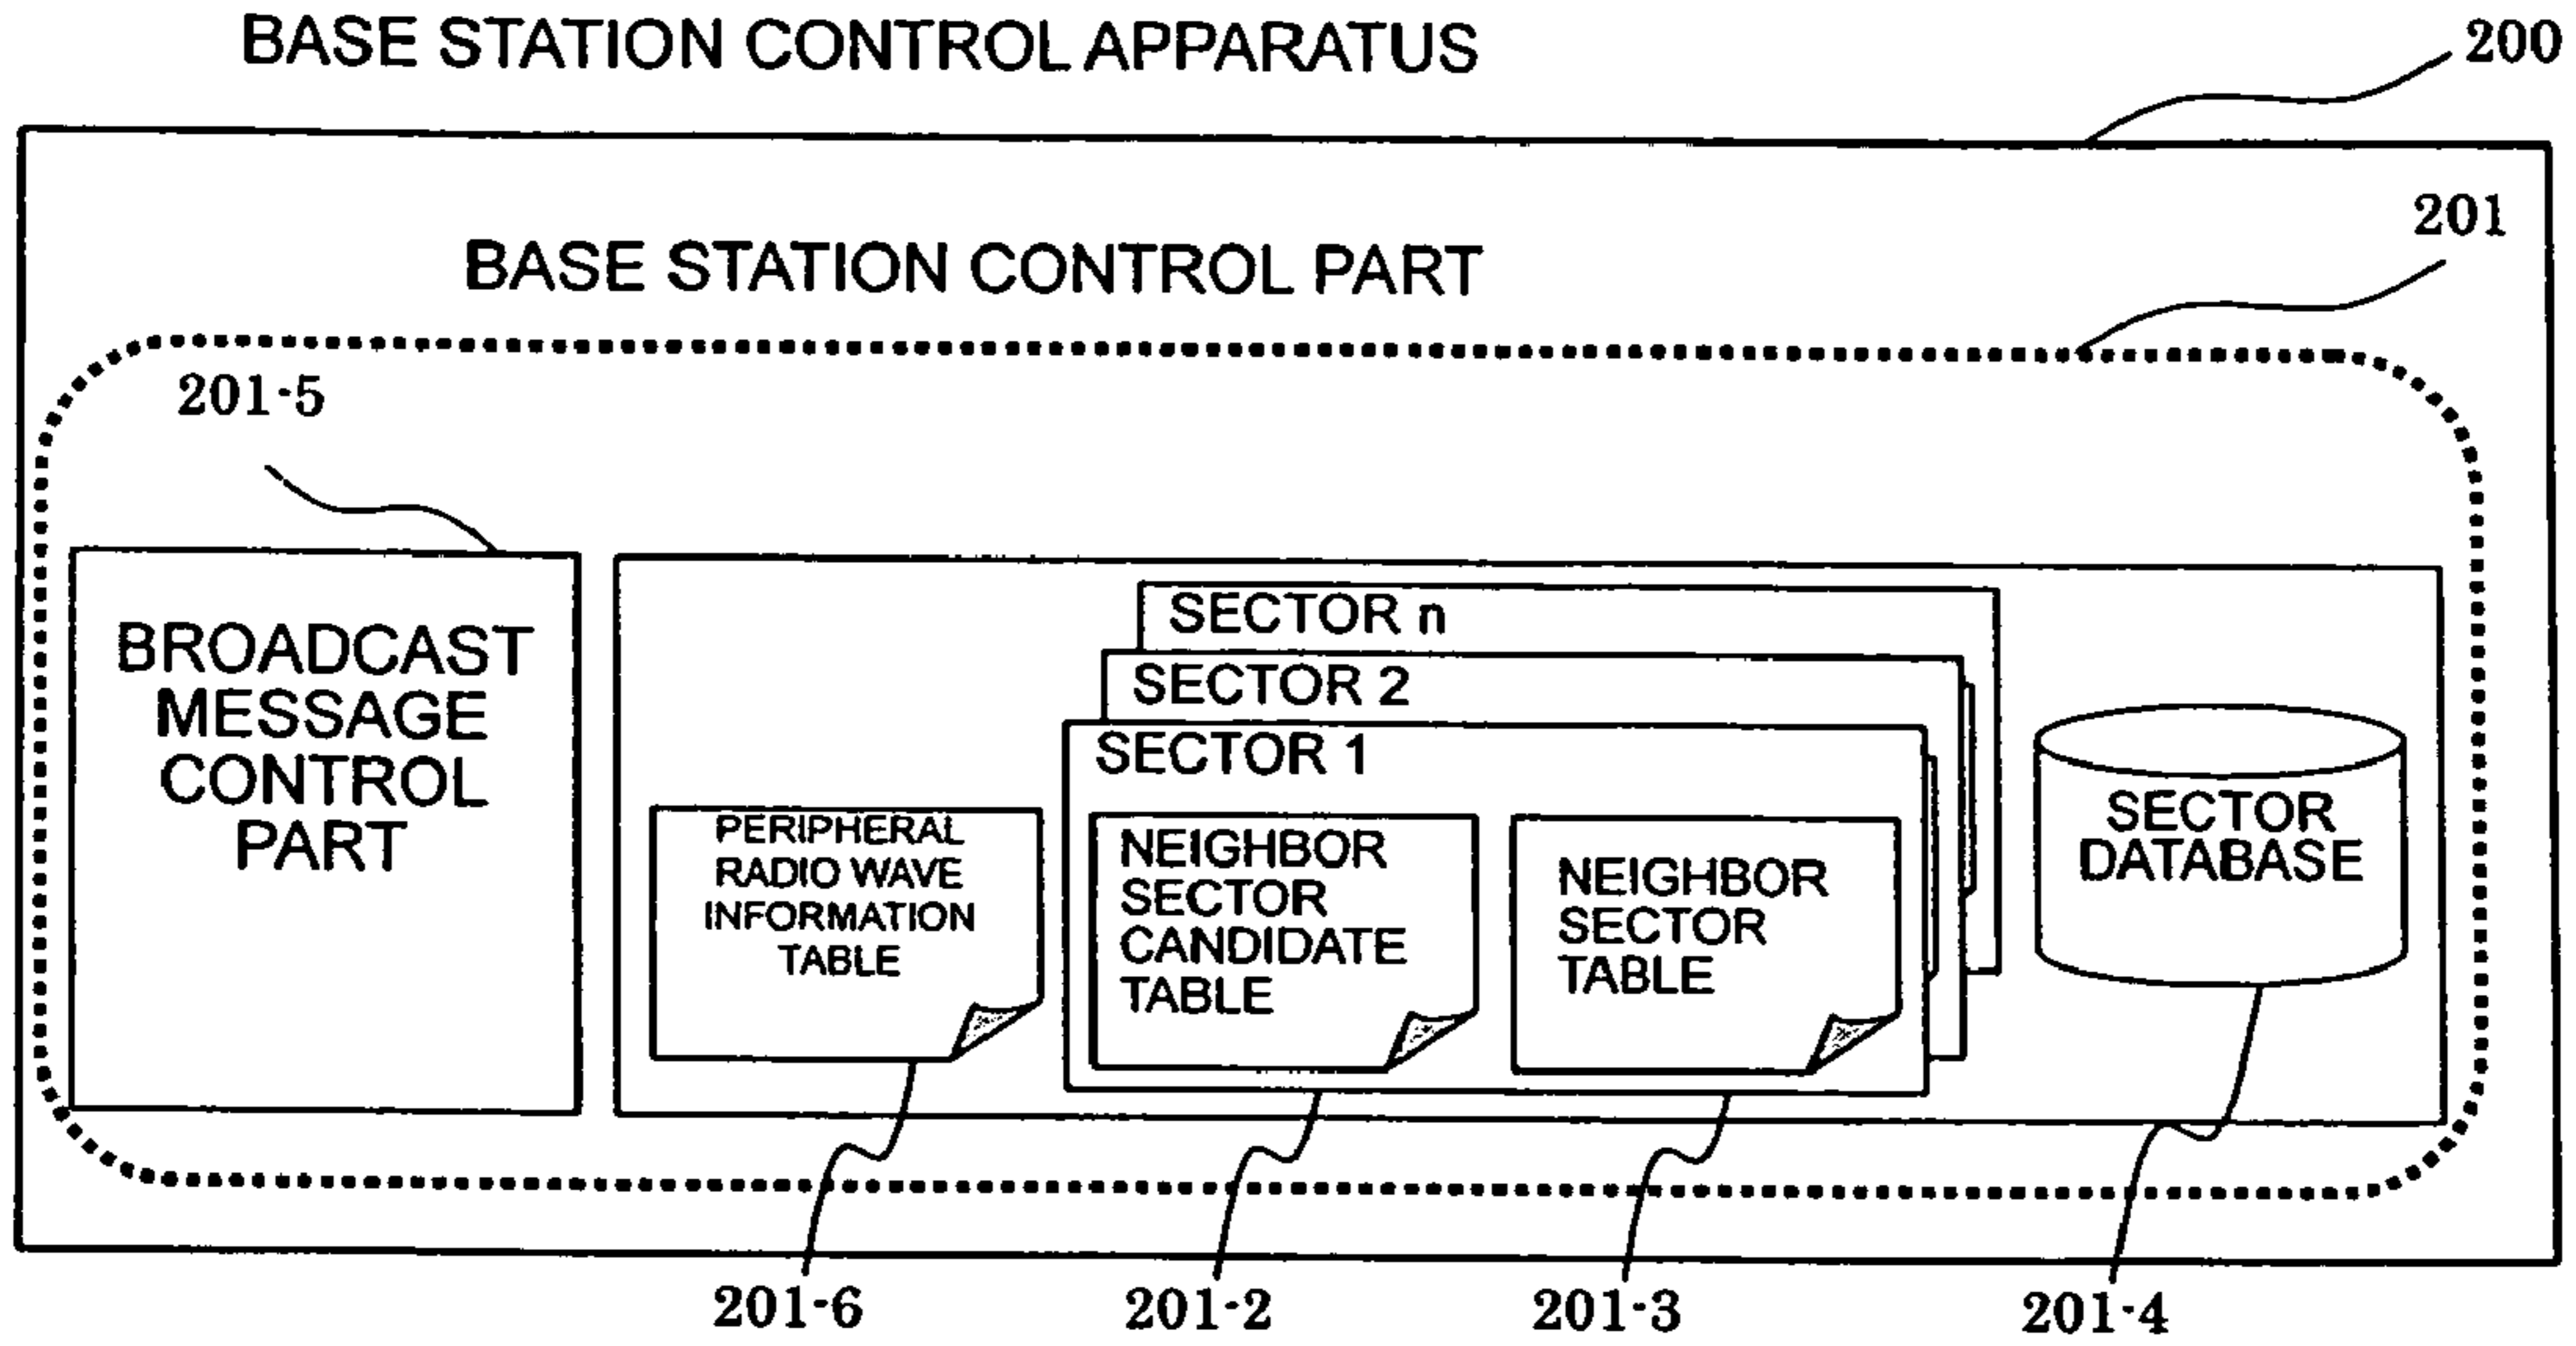 BASE STATION CONTROL APPARATUS
200
201
BASE STATION CONTROL PART
201-5
BROADCAST
MESSAGE
CONTROL
PART
SECTOR n
SECTOR 2
SECTOR 1
PERIPHERAL
RADIO WAVE
INFORMATION
TABLE
NEIGHBOR
SECTOR
CANDIDATE
TABLE
NEIGHBOR
SECTOR
TABLE
SECTOR
DATABASE
201-6
201-2
201-3
201-4